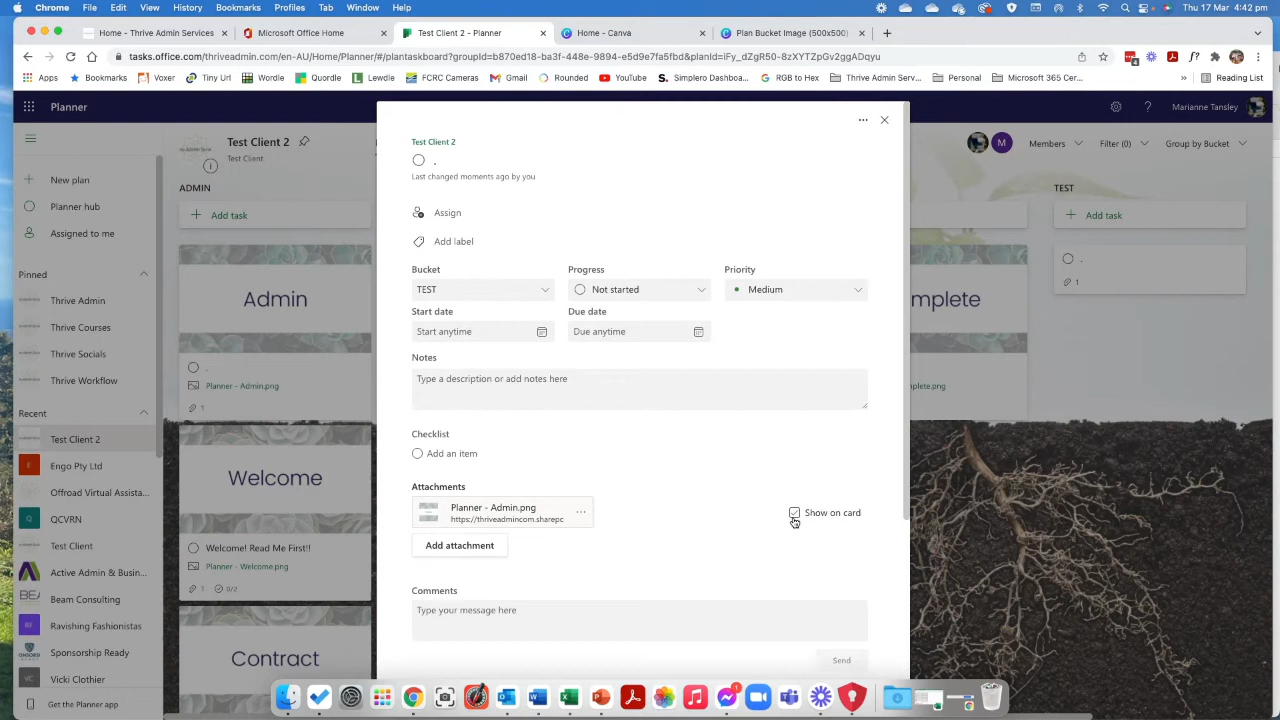 Chrome File Edit View History Bookmarks Profiles Tab Window Help Fri 4 Mar 4:42 pm
Home - Thrive Admin Services
Microsoft Office Home
Test Client 2 - Planner
Home - Canva
Plan Bucket Image (500x500)
tasks.office.com/thriveadmin.com/en-AU/Home/Planner/#/plantaskboard?groupId=b870ed18-ba3f-448e-9894-e5d9e7a5fbd6&planId=iFy_dZgR50-8zXYTZpGv2ggADqyu
Apps Bookmarks Voxer Tiny Url Wordle Quordle Lewdle FCRC Cameras Gmail Rounded YouTube Simplero Dashboa... RGB to Hex Thrive Admin Serv... Personal Microsoft 365 Cer... » Reading List
Planner
Marianne Tansley
Test Client 2
Test Client
M
Members
Filter (0)
Group by Bucket
New plan
Planner hub
Assigned to me
Pinned
Thrive Admin
Thrive Courses
Thrive Socials
Thrive Workflow
Recent
Test Client 2
Engo Pty Ltd
Offroad Virtual Assista...
QCVRN
Test Client
Active Admin & Busin...
Beam Consulting
Ravishing Fashionistas
Sponsorship Ready
Vicki Clothier
Get the Planner app
ADMIN
Add task
Admin
.
Planner - Admin.png
1
Welcome
Welcome! Read Me First!!
Planner - Welcome.png
1 0/2
Contract
Test Client 2
.
Last changed moments ago by you
Assign
Add label
Bucket Progress Priority
TEST Not started Medium
Start date Due date
Start anytime Due anytime
Notes
Type a description or add notes here
Checklist
Add an item
Attachments
Planner - Admin.png
https://thriveadmincom.sharepc
Show on card
Add attachment
Comments
Type your message here
Send
mplete
plete.png
TEST
Add task
.
1